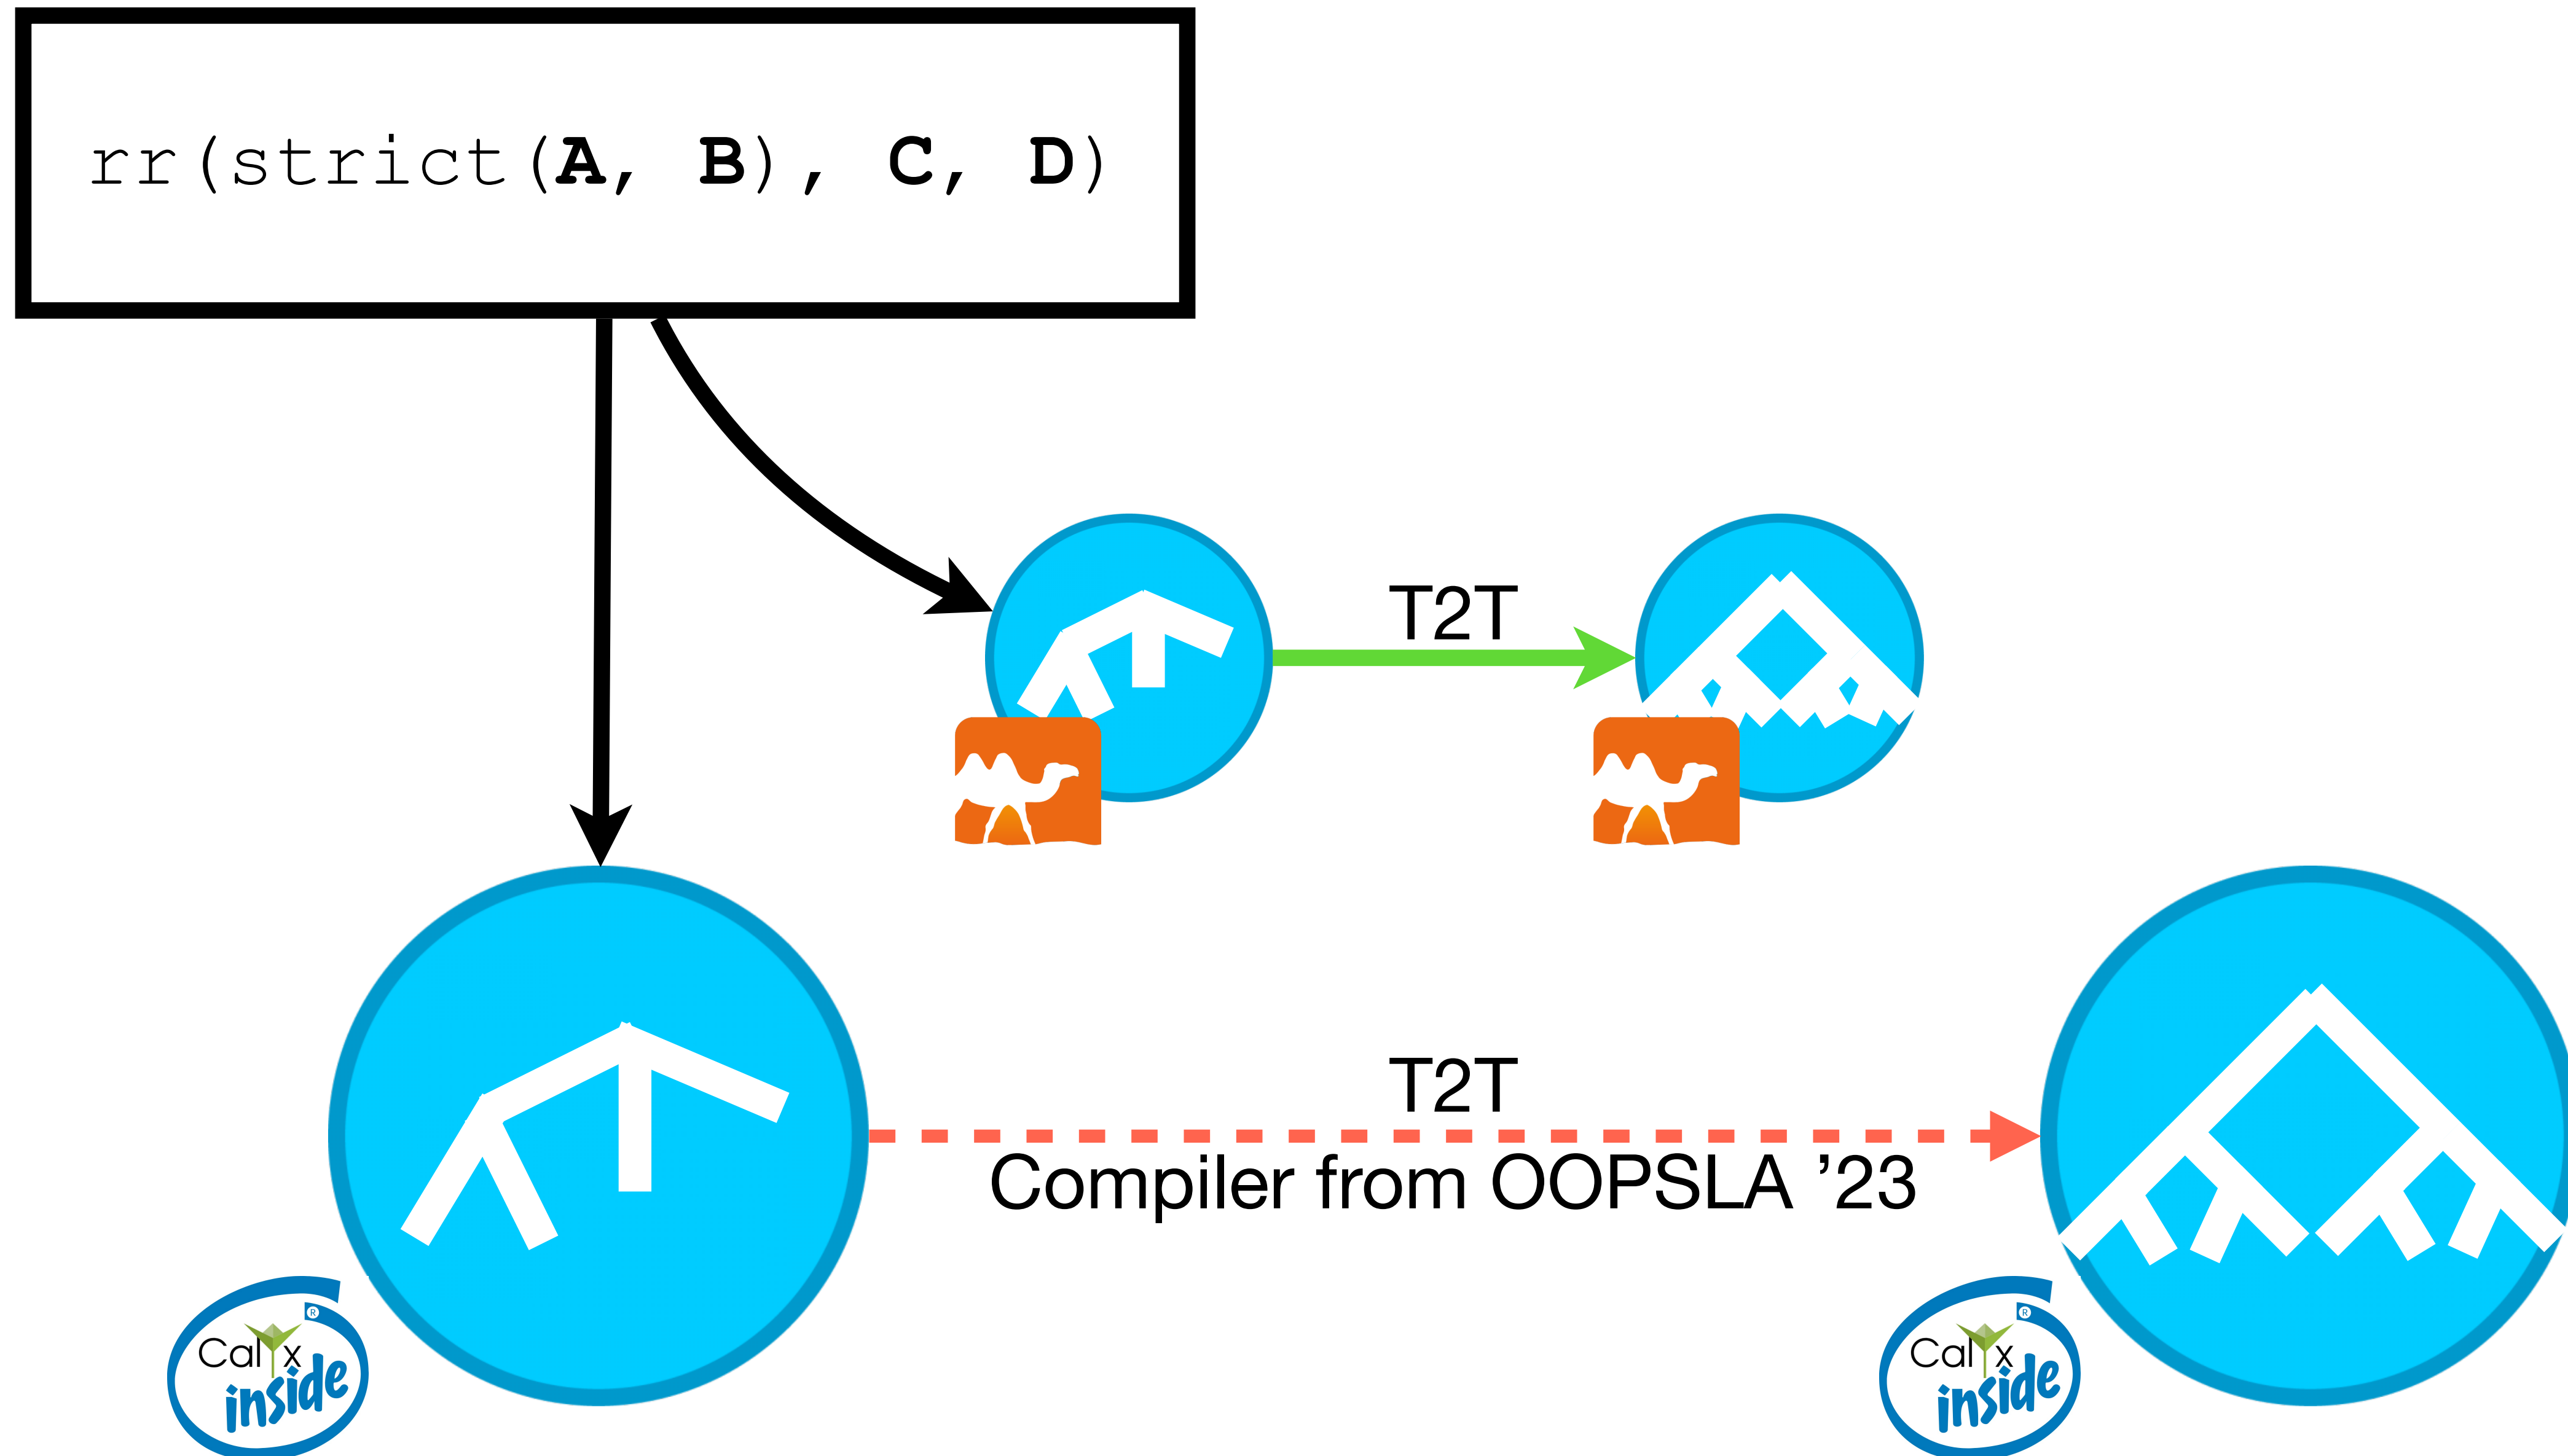 rr(strict(A, B), C, D)
T2T
T2T
Compiler from OOPSLA ’23
Calyx ®
inside
Calyx ®
inside